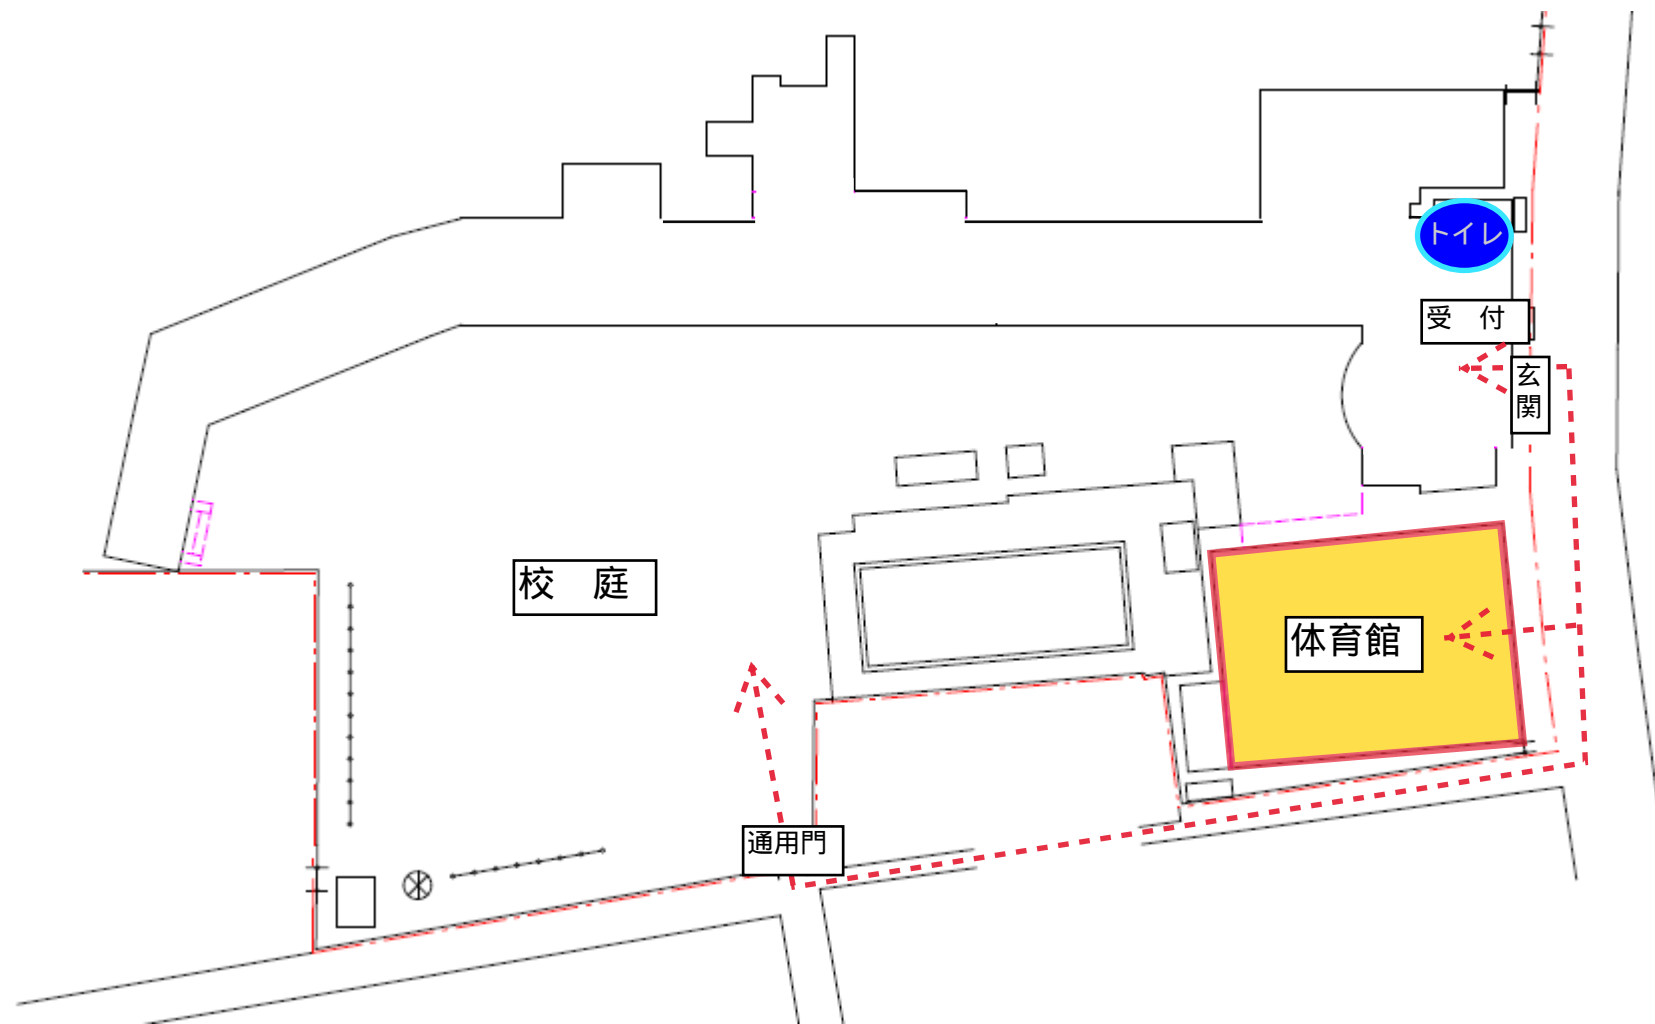 トイレ
受　付
玄
関
校　庭
体育館
通用門